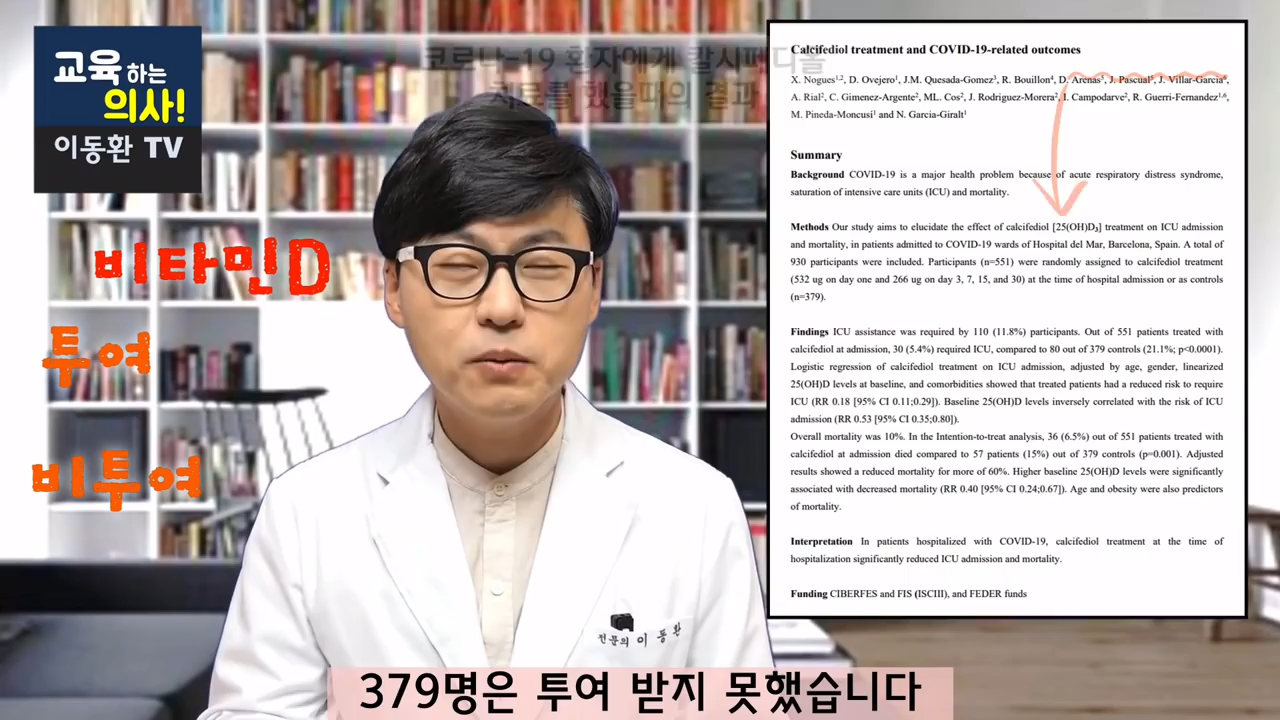 교육 하는
의사!
이동환 TV
코로나-19 환자에게 칼시페디올
치료를 했을때의 결과
비타민D
투여
비투여
Calcifediol treatment and COVID-19-related outcomes
X. Nogues¹·², D. Ovejero¹, J.M. Quesada-Gomez³, R. Bouillon⁴, D. Arenas⁵, J. Pascual⁵, J. Villar-Garcia⁶,
A. Rial², C. Gimenez-Argente², ML. Cos², J. Rodriguez-Morera², I. Campodarve², R. Guerri-Fernandez¹·⁶,
M. Pineda-Moncusí¹ and N. Garcia-Giralt¹
Summary
Background COVID-19 is a major health problem because of acute respiratory distress syndrome,
saturation of intensive care units (ICU) and mortality.
Methods Our study aims to elucidate the effect of calcifediol [25(OH)D₃] treatment on ICU admission
and mortality, in patients admitted to COVID-19 wards of Hospital del Mar, Barcelona, Spain. A total of
930 participants were included. Participants (n=551) were randomly assigned to calcifediol treatment
(532 ug on day one and 266 ug on day 3, 7, 15, and 30) at the time of hospital admission or as controls
(n=379).
Findings ICU assistance was required by 110 (11.8%) participants. Out of 551 patients treated with
calcifediol at admission, 30 (5.4%) required ICU, compared to 80 out of 379 controls (21.1%; p<0.0001).
Logistic regression of calcifediol treatment on ICU admission, adjusted by age, gender, linearized
25(OH)D levels at baseline, and comorbidities showed that treated patients had a reduced risk to require
ICU (RR 0.18 [95% CI 0.11;0.29]). Baseline 25(OH)D levels inversely correlated with the risk of ICU
admission (RR 0.53 [95% CI 0.35;0.80]).
Overall mortality was 10%. In the Intention-to-treat analysis, 36 (6.5%) out of 551 patients treated with
calcifediol at admission died compared to 57 patients (15%) out of 379 controls (p=0.001). Adjusted
results showed a reduced mortality for more of 60%. Higher baseline 25(OH)D levels were significantly
associated with decreased mortality (RR 0.40 [95% CI 0.24;0.67]). Age and obesity were also predictors
of mortality.
Interpretation In patients hospitalized with COVID-19, calcifediol treatment at the time of
hospitalization significantly reduced ICU admission and mortality.
Funding CIBERFES and FIS (ISCIII), and FEDER funds
전문의 이동환
379명은 투여 받지 못했습니다